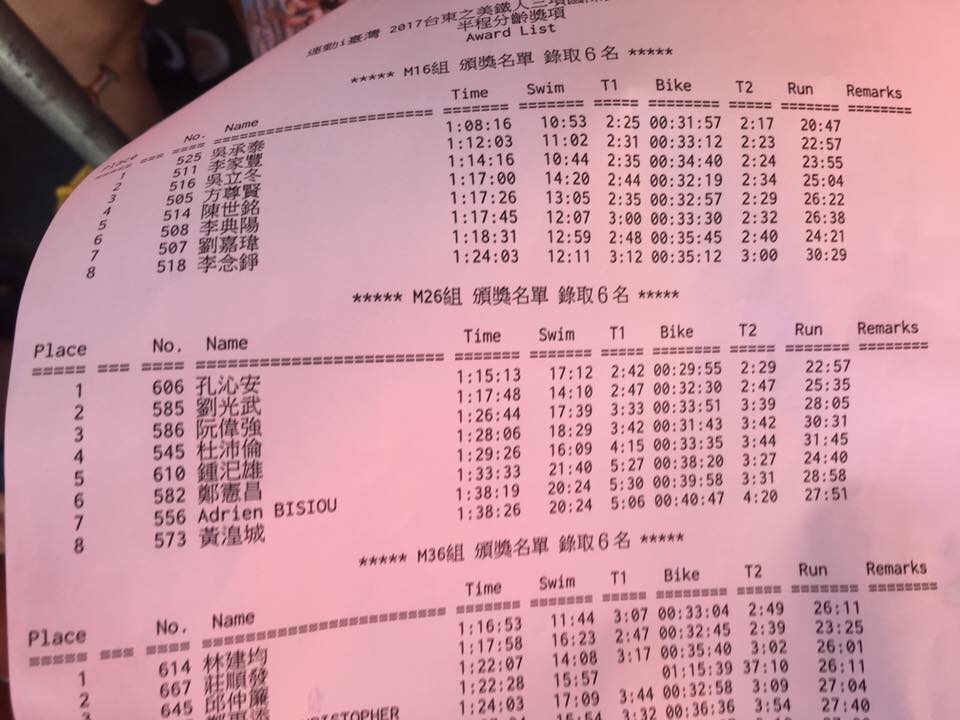 運動i臺灣 2017台東之美鐵人三項國際
半程分齡獎項
Award List
***** M16組 頒獎名單 錄取6名 *****
Place No. Name Time Swim T1 Bike T2 Run Remarks
1 525 吳承泰 1:08:16 10:53 2:25 00:31:57 2:17 20:47
2 511 李家豐 1:12:03 11:02 2:31 00:33:12 2:23 22:57
3 516 吳立冬 1:14:16 10:44 2:35 00:34:40 2:24 23:55
4 505 方尊賢 1:17:00 14:20 2:44 00:32:19 2:34 25:04
5 514 陳世銘 1:17:26 13:05 2:35 00:32:57 2:29 26:22
6 508 李典陽 1:17:45 12:07 3:00 00:33:30 2:32 26:38
7 507 劉嘉瑋 1:18:31 12:59 2:48 00:35:45 2:40 24:21
8 518 李念錚 1:24:03 12:11 3:12 00:35:12 3:00 30:29
***** M26組 頒獎名單 錄取6名 *****
Place No. Name Time Swim T1 Bike T2 Run Remarks
1 606 孔沁安 1:15:13 17:12 2:42 00:29:55 2:29 22:57
2 585 劉光武 1:17:48 14:10 2:47 00:32:30 2:47 25:35
3 586 阮偉強 1:26:44 17:39 3:33 00:33:51 3:39 28:05
4 545 杜沛倫 1:28:06 18:29 3:42 00:31:43 3:42 30:31
5 610 鍾汜雄 1:29:26 16:09 4:15 00:33:35 3:44 31:45
6 582 鄭憲昌 1:33:33 21:40 5:27 00:38:20 3:27 24:40
7 556 Adrien BISIOU 1:38:19 20:24 5:30 00:39:58 3:31 28:58
8 573 黃湟城 1:38:26 20:24 5:06 00:40:47 4:20 27:51
***** M36組 頒獎名單 錄取6名 *****
Place No. Name Time Swim T1 Bike T2 Run Remarks
1 614 林建均 1:16:53 11:44 3:07 00:33:04 2:49 26:11
2 667 莊順發 1:17:58 16:23 2:47 00:32:45 2:39 23:25
3 645 邱仲簾 1:22:07 14:08 3:17 00:35:40 3:02 26:01
1:22:28 15:57 01:15:39 37:10 26:11
CHRISTOPHER 1:24:03 17:09 3:44 00:32:58 3:09 27:04
15:54 3:32 00:36:36 3:54 27:40